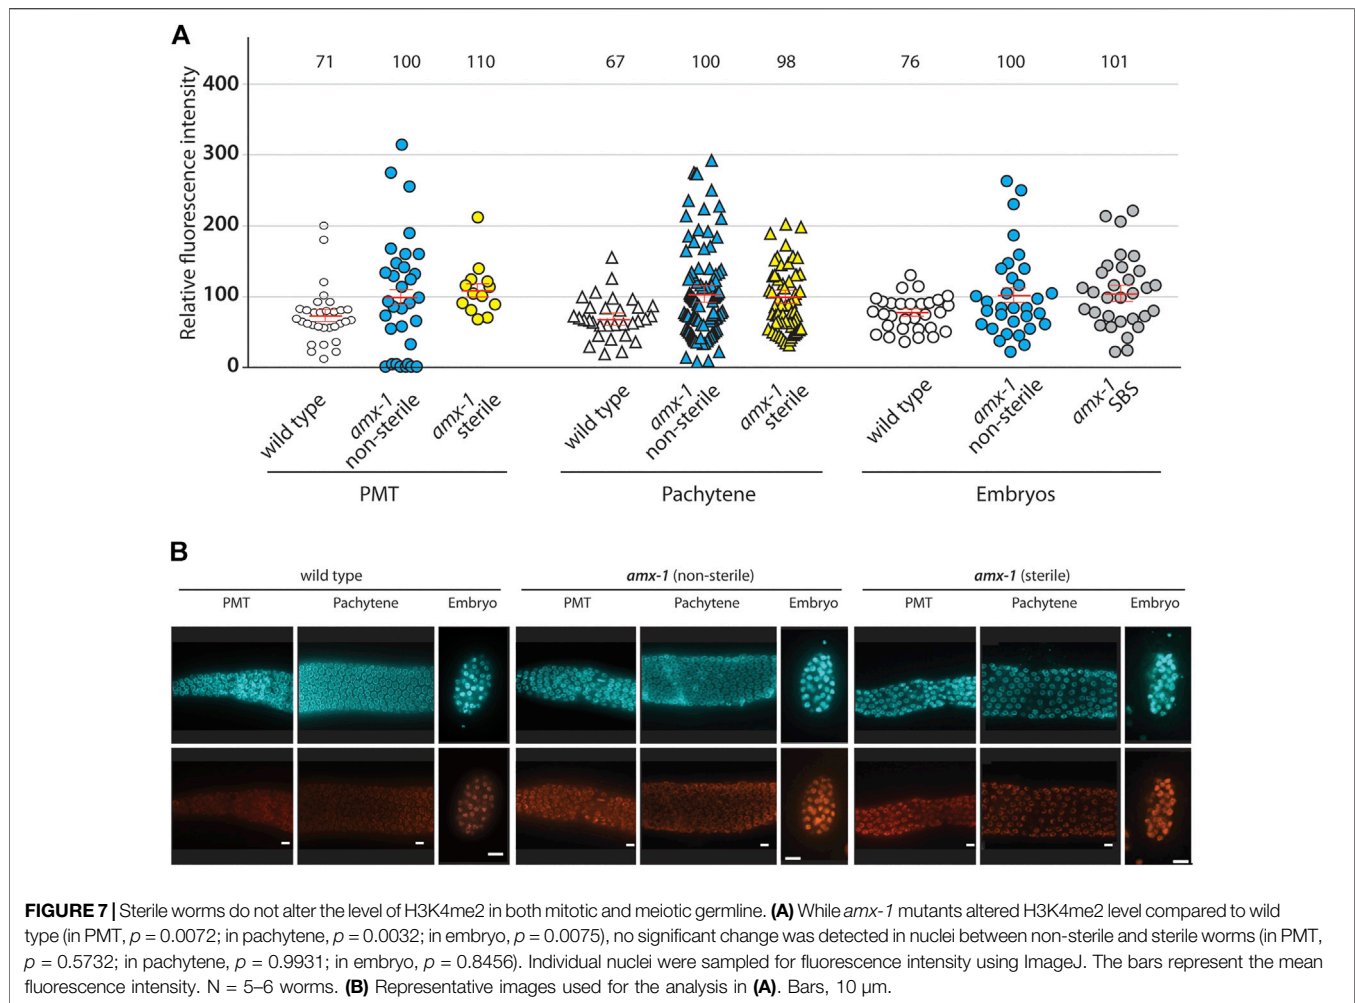 A
71 100 110 67 100 98 76 100 101
Relative fluorescence intensity
400
300
200
100
0
wild type
amx-1
non-sterile
amx-1
sterile
wild type
amx-1
non-sterile
amx-1
sterile
wild type
amx-1
non-sterile
amx-1
SBS
PMT Pachytene Embryos
B
wild type amx-1 (non-sterile) amx-1 (sterile)
PMT Pachytene Embryo PMT Pachytene Embryo PMT Pachytene Embryo
FIGURE 7 | Sterile worms do not alter the level of H3K4me2 in both mitotic and meiotic germline. (A) While amx-1 mutants altered H3K4me2 level compared to wild
type (in PMT, p = 0.0072; in pachytene, p = 0.0032; in embryo, p = 0.0075), no significant change was detected in nuclei between non-sterile and sterile worms (in PMT,
p = 0.5732; in pachytene, p = 0.9931; in embryo, p = 0.8456). Individual nuclei were sampled for fluorescence intensity using ImageJ. The bars represent the mean
fluorescence intensity. N = 5–6 worms. (B) Representative images used for the analysis in (A). Bars, 10 µm.